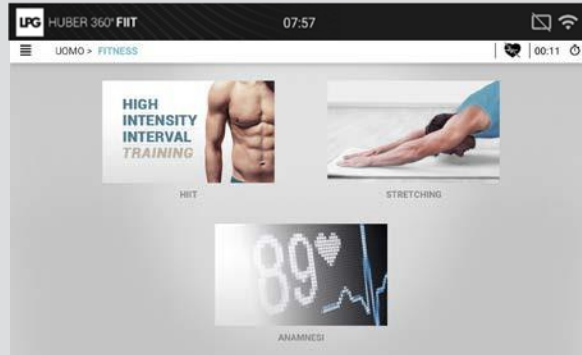 LPG HUBER 360° FIIT 07:57
UOMO > FITNESS 00:11
HIGH
INTENSITY
INTERVAL
TRAINING
HIIT
STRETCHING
89
ANAMNESI